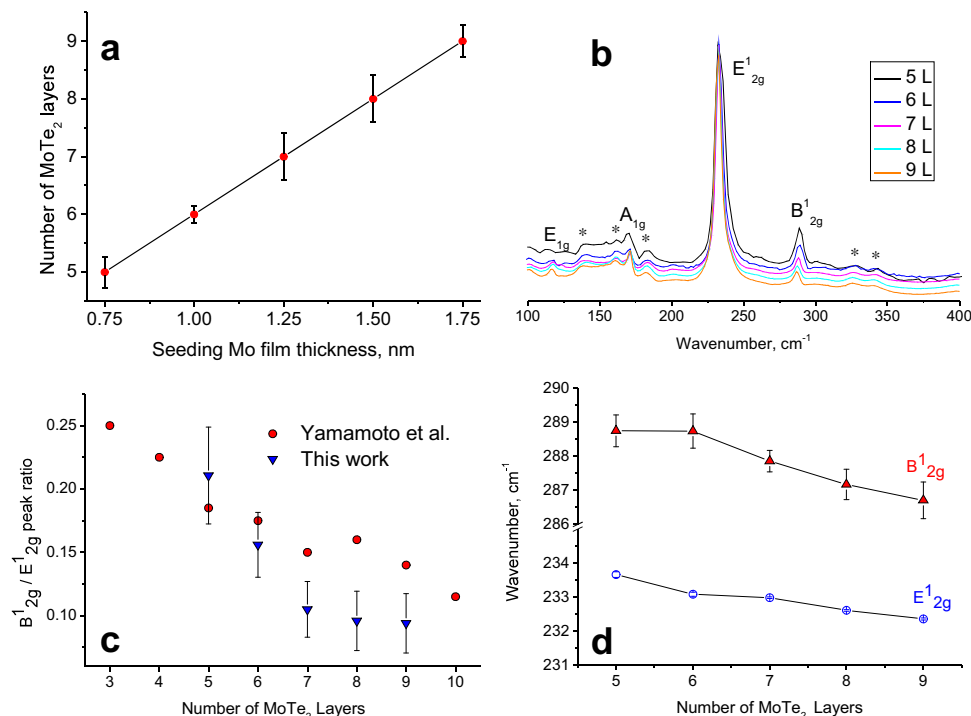 a
9
8
7
6
5
Number of MoTe₂ layers
0.75 1.00 1.25 1.50 1.75
Seeding Mo film thickness, nm
b
E¹₂g
5 L
6 L
7 L
8 L
9 L
E₁g
*
*
A₁g
*
B¹₂g
*
*
100 150 200 250 300 350 400
Wavenumber, cm⁻¹
0.25
0.20
0.15
0.10
B¹₂g / E¹₂g peak ratio
Yamamoto et al.
This work
c
3 4 5 6 7 8 9 10
Number of MoTe₂ Layers
290
289
288
287
286
234
233
232
231
Wavenumber, cm⁻¹
B¹₂g
E¹₂g
d
5 6 7 8 9
Number of MoTe₂ Layers